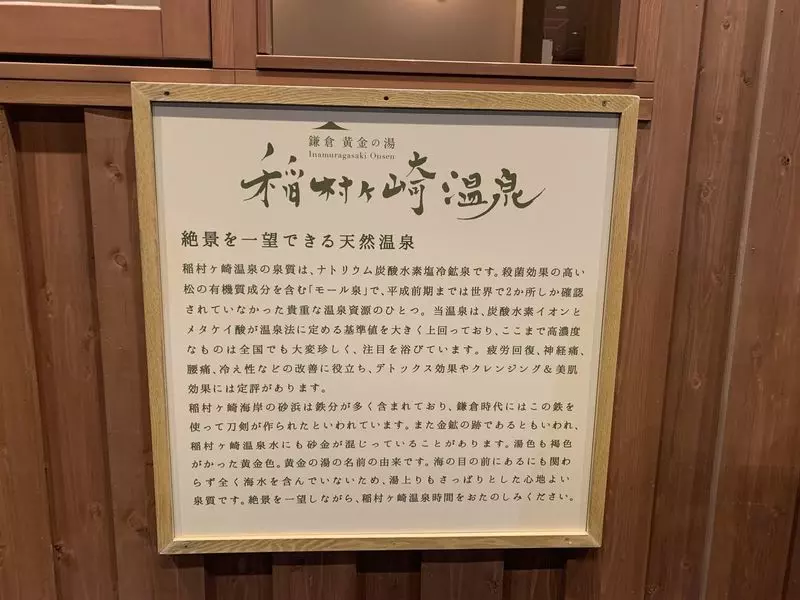 鎌倉 黄金の湯
Inamuragasaki Onsen
稲村ヶ崎温泉
絶景を一望できる天然温泉
稲村ヶ崎温泉の泉質は、ナトリウム炭酸水素塩冷鉱泉です。殺菌効果の高い
松の有機質成分を含む「モール泉」で、平成前期までは世界で2か所しか確認
されていなかった貴重な温泉資源のひとつ。当温泉は、炭酸水素イオンと
メタケイ酸が温泉法に定める基準値を大きく上回っており、ここまで高濃度
なものは全国でも大変珍しく、注目を浴びています。疲労回復、神経痛、
腰痛、冷え性などの改善に役立ち、デトックス効果やクレンジング&美肌
効果には定評があります。
稲村ヶ崎海岸の砂浜は鉄分が多く含まれており、鎌倉時代にはこの鉄を
使って刀剣が作られたといわれています。また金鉱の跡であるともいわれ、
稲村ヶ崎温泉水にも砂金が混じっていることがあります。湯色も褐色
がかった黄金色。黄金の湯の名前の由来です。海の目の前にあるにも関わ
らず全く海水を含んでいないため、湯上りもさっぱりとした心地よい
泉質です。絶景を一望しながら、稲村ヶ崎温泉時間をおたのしみください。